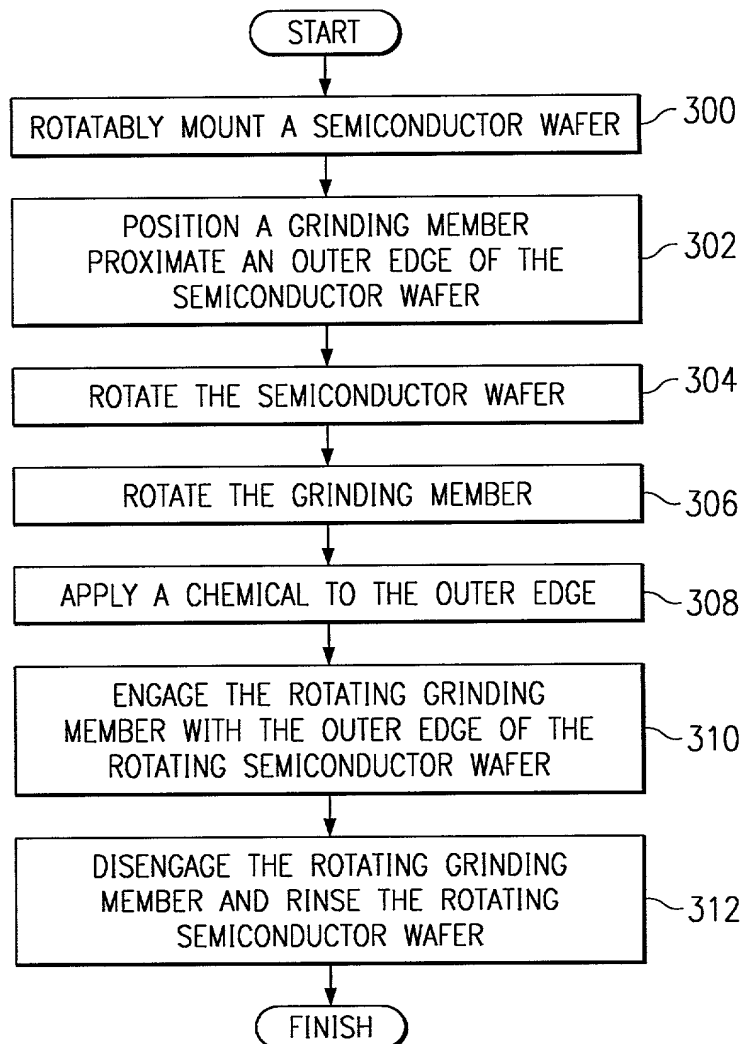 START
ROTATABLY MOUNT A SEMICONDUCTOR WAFER
300
POSITION A GRINDING MEMBER
PROXIMATE AN OUTER EDGE OF THE
SEMICONDUCTOR WAFER
302
ROTATE THE SEMICONDUCTOR WAFER
304
ROTATE THE GRINDING MEMBER
306
APPLY A CHEMICAL TO THE OUTER EDGE
308
ENGAGE THE ROTATING GRINDING
MEMBER WITH THE OUTER EDGE OF THE
ROTATING SEMICONDUCTOR WAFER
310
DISENGAGE THE ROTATING GRINDING
MEMBER AND RINSE THE ROTATING
SEMICONDUCTOR WAFER
312
FINISH